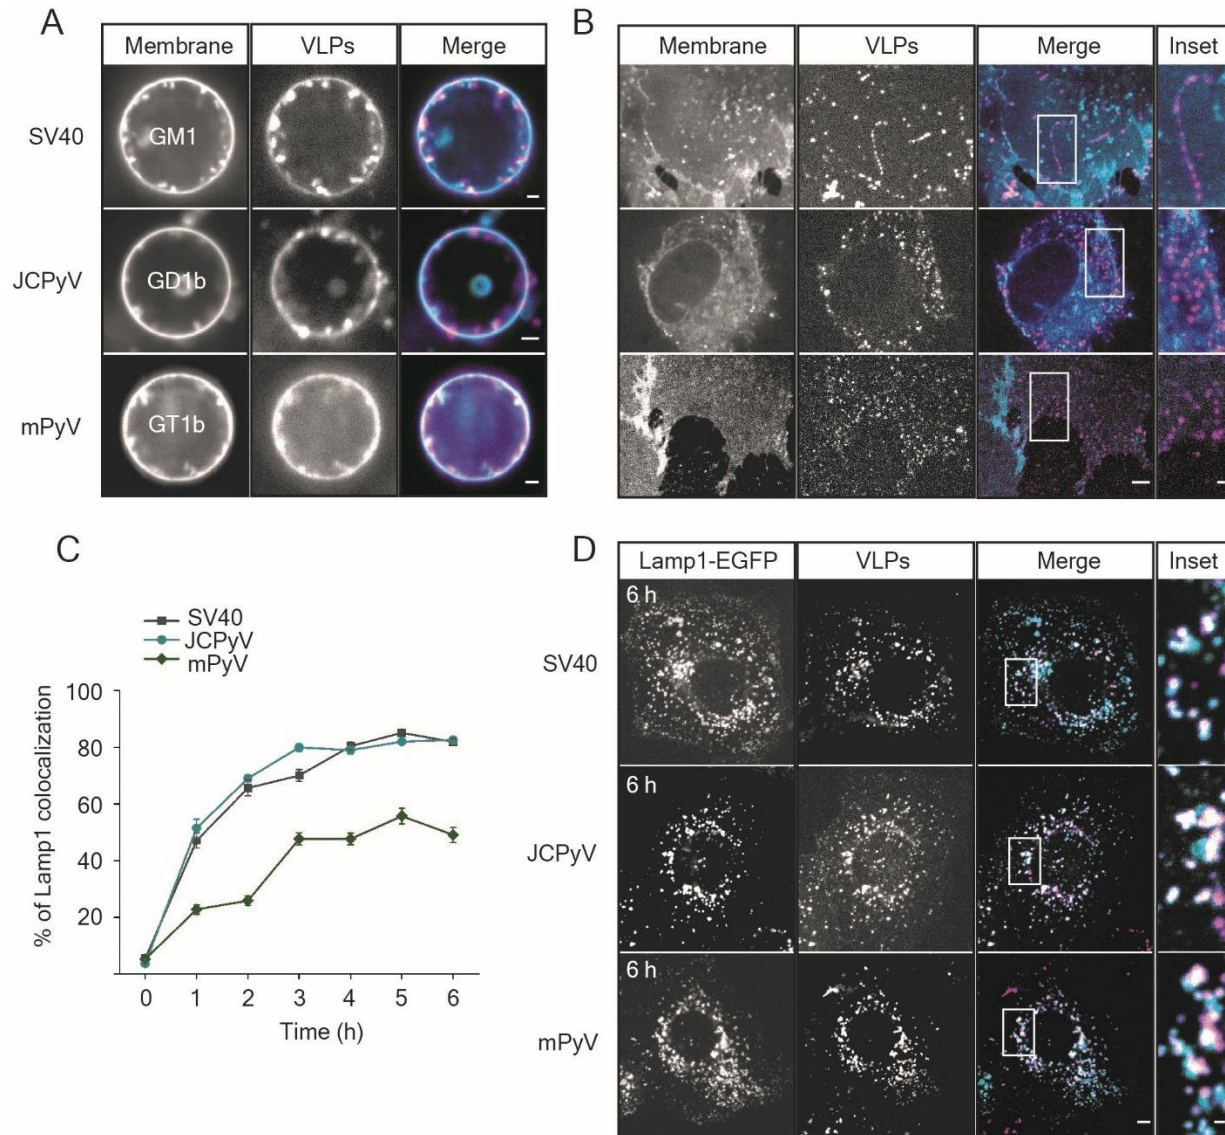 A
Membrane VLPs Merge
SV40 GM1
JCPyV GD1b
mPyV GT1b
B
Membrane VLPs Merge Inset
C
SV40
JCPyV
mPyV
% of Lamp1 colocalization
100
80
60
40
20
0 1 2 3 4 5 6
Time (h)
D
Lamp1-EGFP VLPs Merge Inset
SV40 6 h
JCPyV 6 h
mPyV 6 h